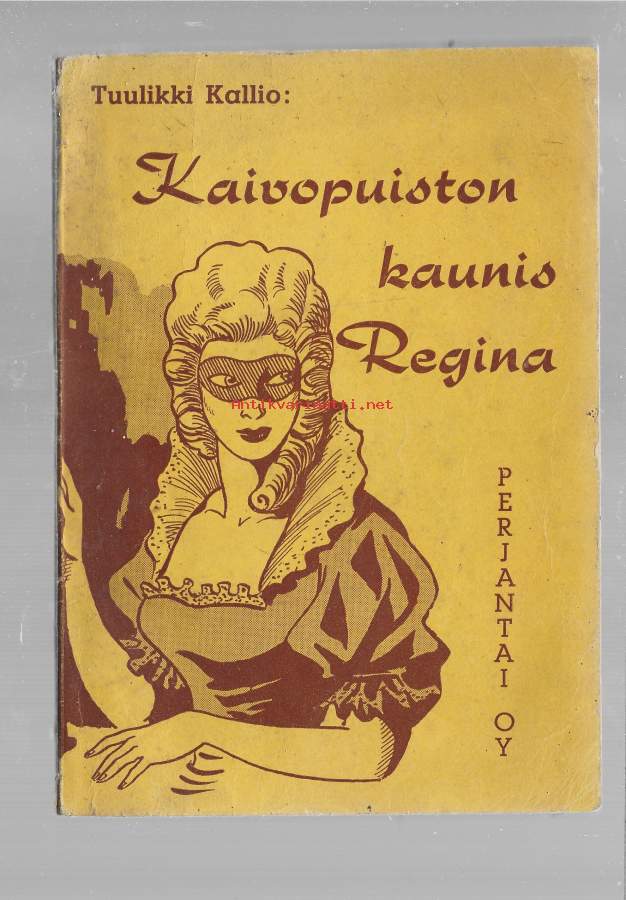 Tuulikki Kallio:
Kaivopuiston
kaunis
Regina
Antikvariaatti.net
PERJANTAI OY